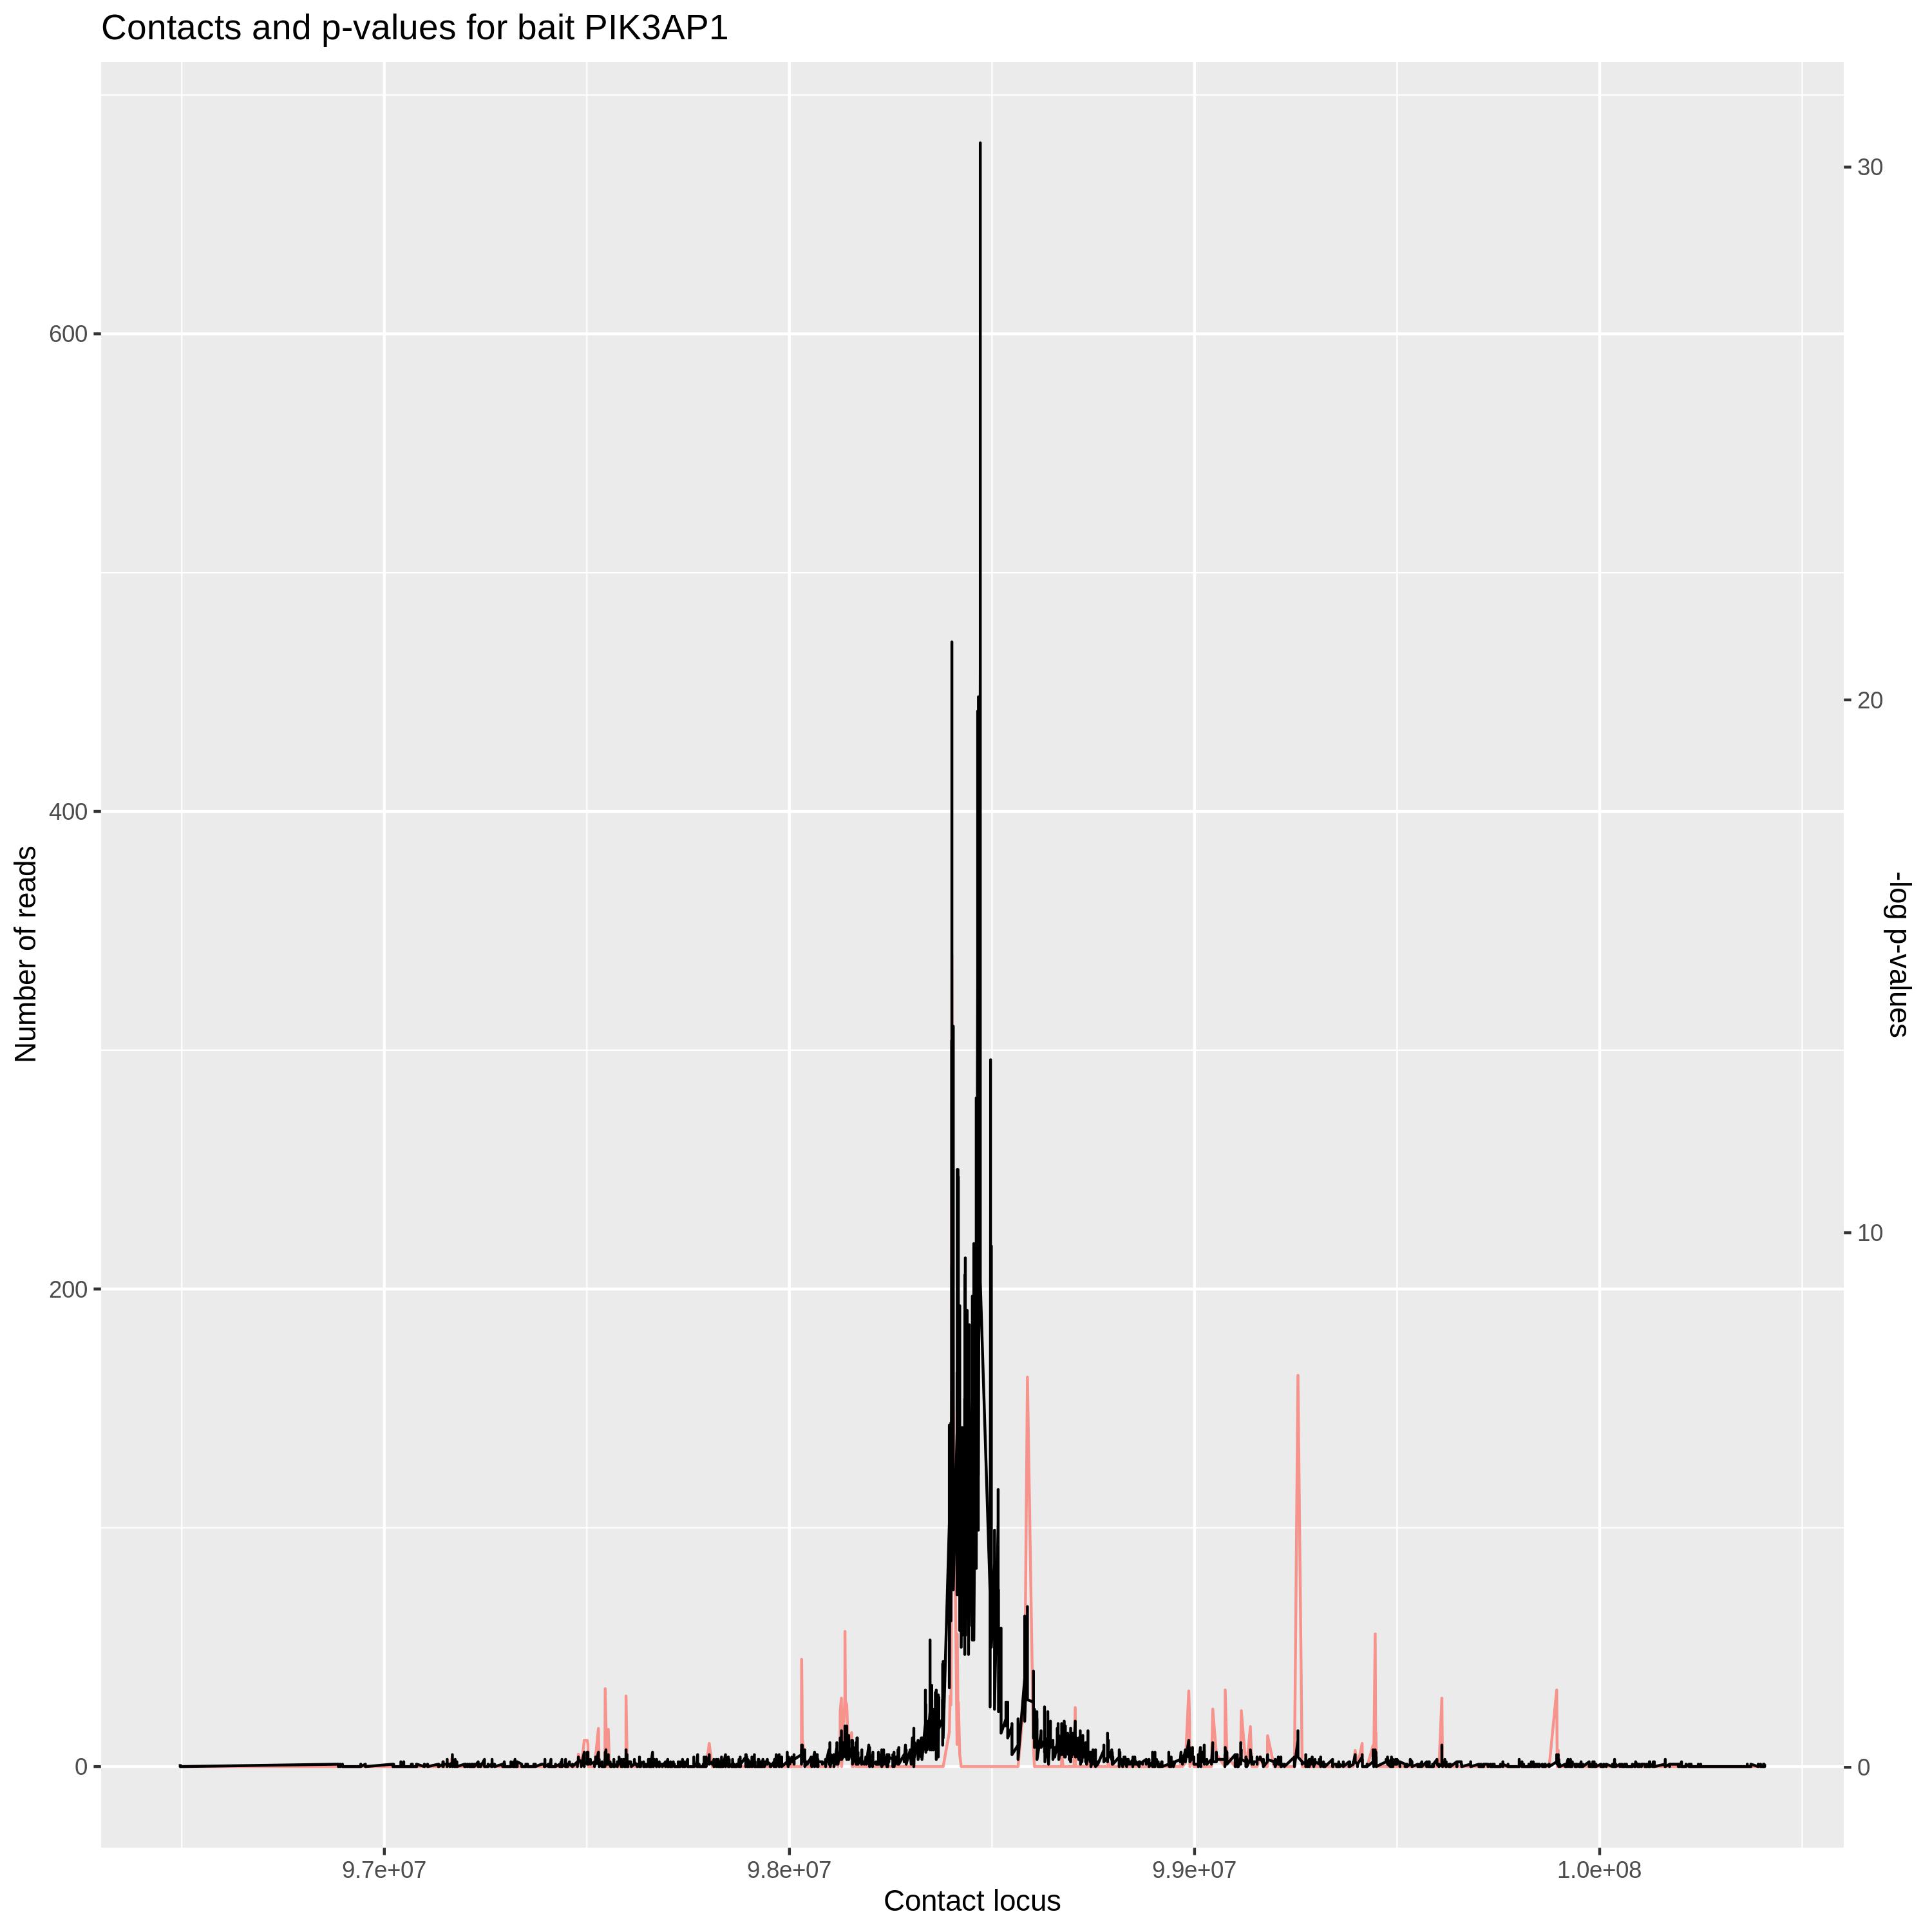 Contacts and p-values for bait PIK3AP1
600
400
200
0
Number of reads
30
20
10
0
-log p-values
9.7e+07
9.8e+07
9.9e+07
1.0e+08
Contact locus